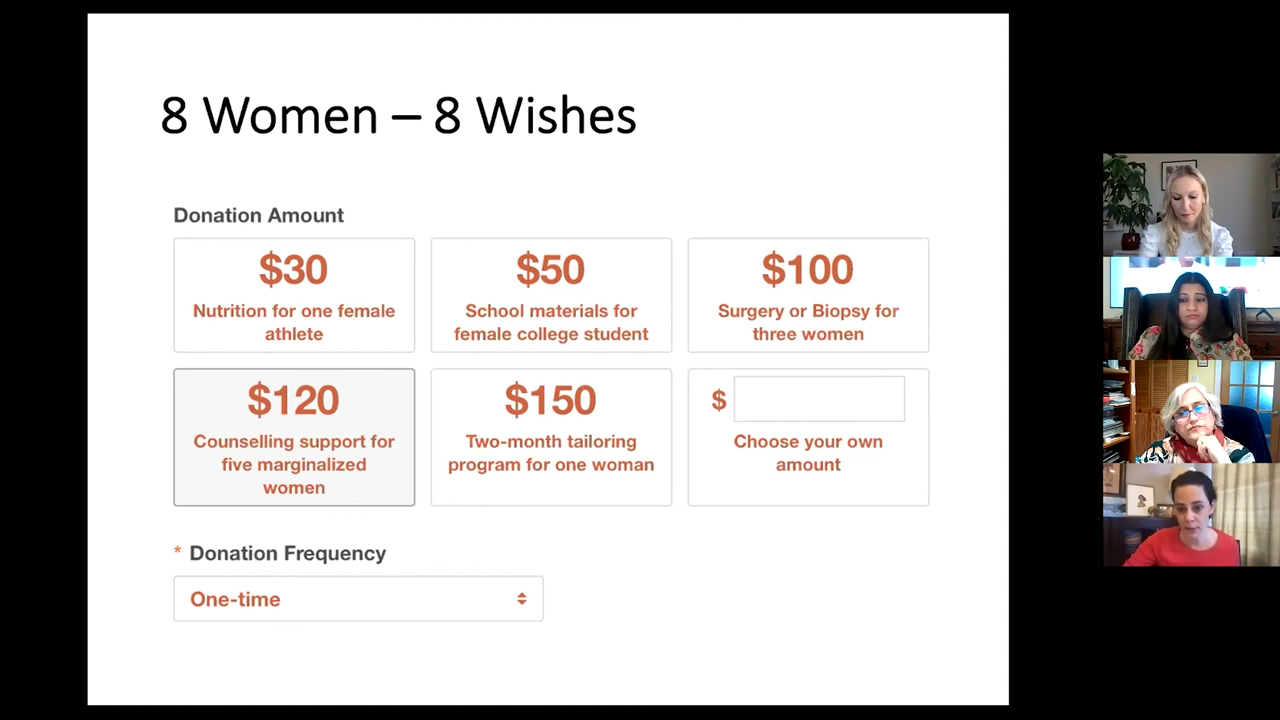 8 Women – 8 Wishes
Donation Amount
$30
Nutrition for one female
athlete
$50
School materials for
female college student
$100
Surgery or Biopsy for
three women
$120
Counselling support for
five marginalized
women
$150
Two-month tailoring
program for one woman
$
Choose your own
amount
* Donation Frequency
One-time